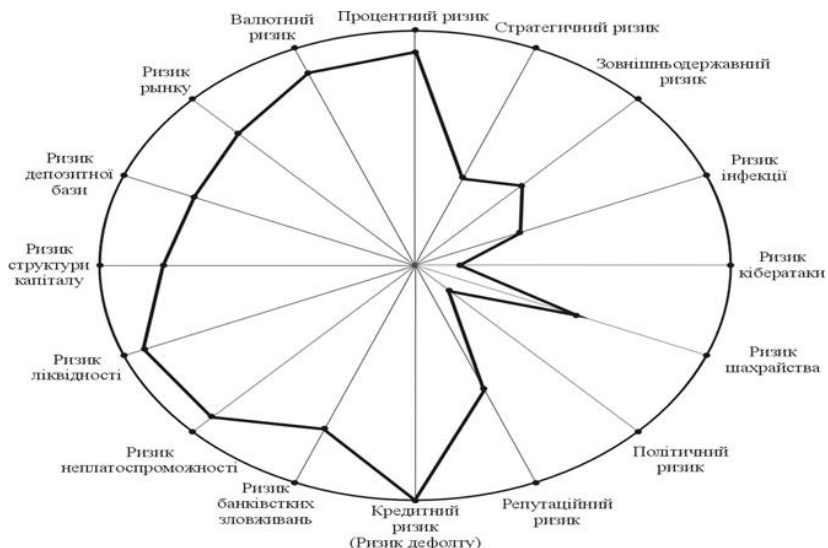 Процентний ризик
Стратегичний ризик
Зовнішньодержавний
ризик
Ризик
інфекції
Ризик
кібератаки
Ризик
шахрайства
Політичний
ризик
Репутаційний
ризик
Кредитний
ризик
(Ризик дефолту)
Ризик
банківстких
зловживань
Ризик
неплатоспроможності
Ризик
ліквідності
Ризик
структури
капіталу
Ризик
депозитної
бази
Ризик
рынку
Валютний
ризик